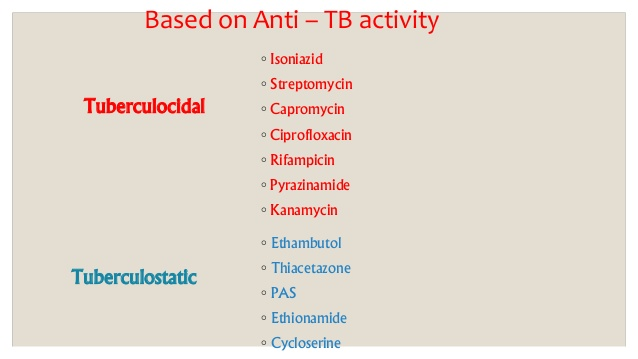 Based on Anti – TB activity
Tuberculocidal
◦ Isoniazid
◦ Streptomycin
◦ Capromycin
◦ Ciprofloxacin
◦ Rifampicin
◦ Pyrazinamide
◦ Kanamycin
Tuberculostatic
◦ Ethambutol
◦ Thiacetazone
◦ PAS
◦ Ethionamide
◦ Cycloserine